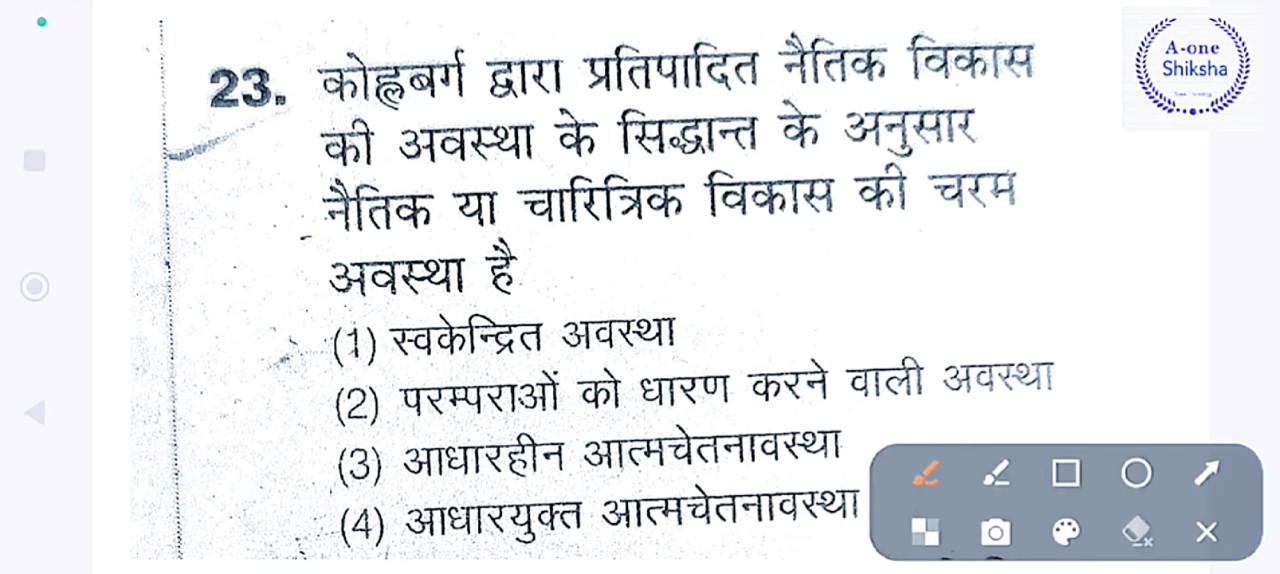 A-one
Shiksha
23. कोह्लबर्ग द्वारा प्रतिपादित नैतिक विकास
की अवस्था के सिद्धान्त के अनुसार
नैतिक या चारित्रिक विकास की चरम
अवस्था है
(1) स्वकेन्द्रित अवस्था
(2) परम्पराओं को धारण करने वाली अवस्था
(3) आधारहीन आत्मचेतनावस्था
(4) आधारयुक्त आत्मचेतनावस्था